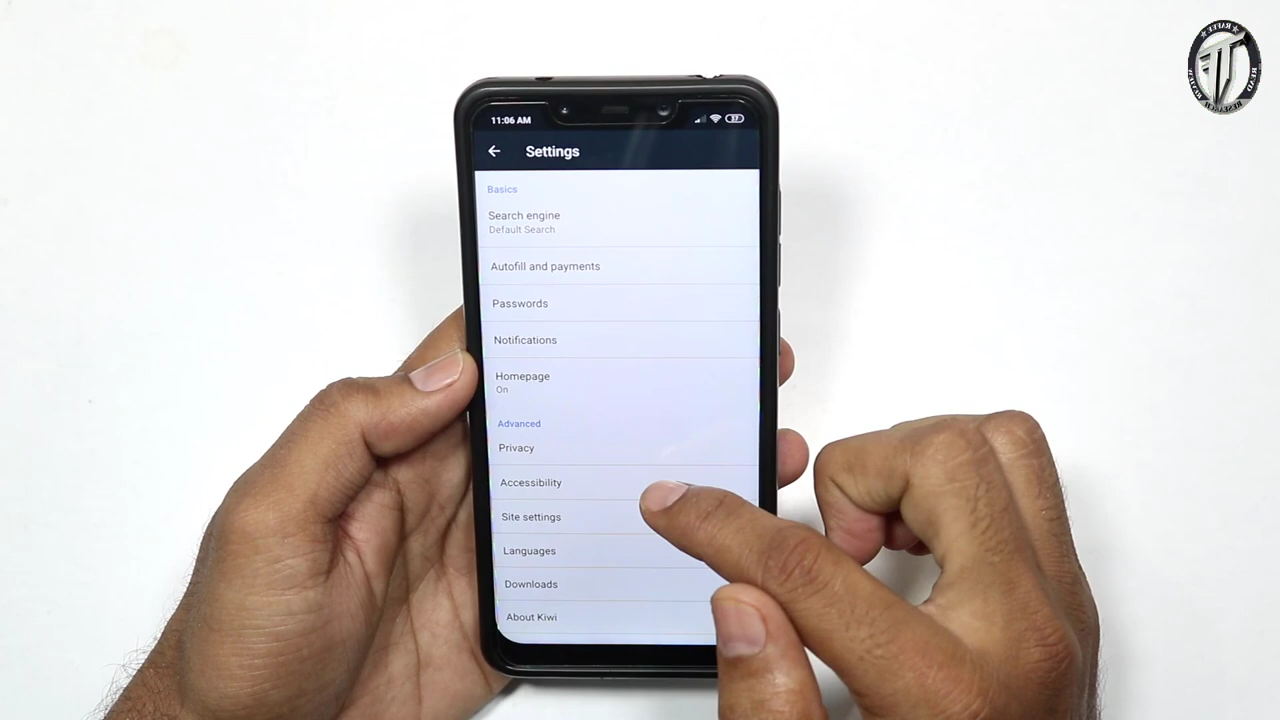 11:06 AM
37
Settings
Basics
Search engine
Default Search
Autofill and payments
Passwords
Notifications
Homepage
On
Advanced
Privacy
Accessibility
Site settings
Languages
Downloads
About Kiwi